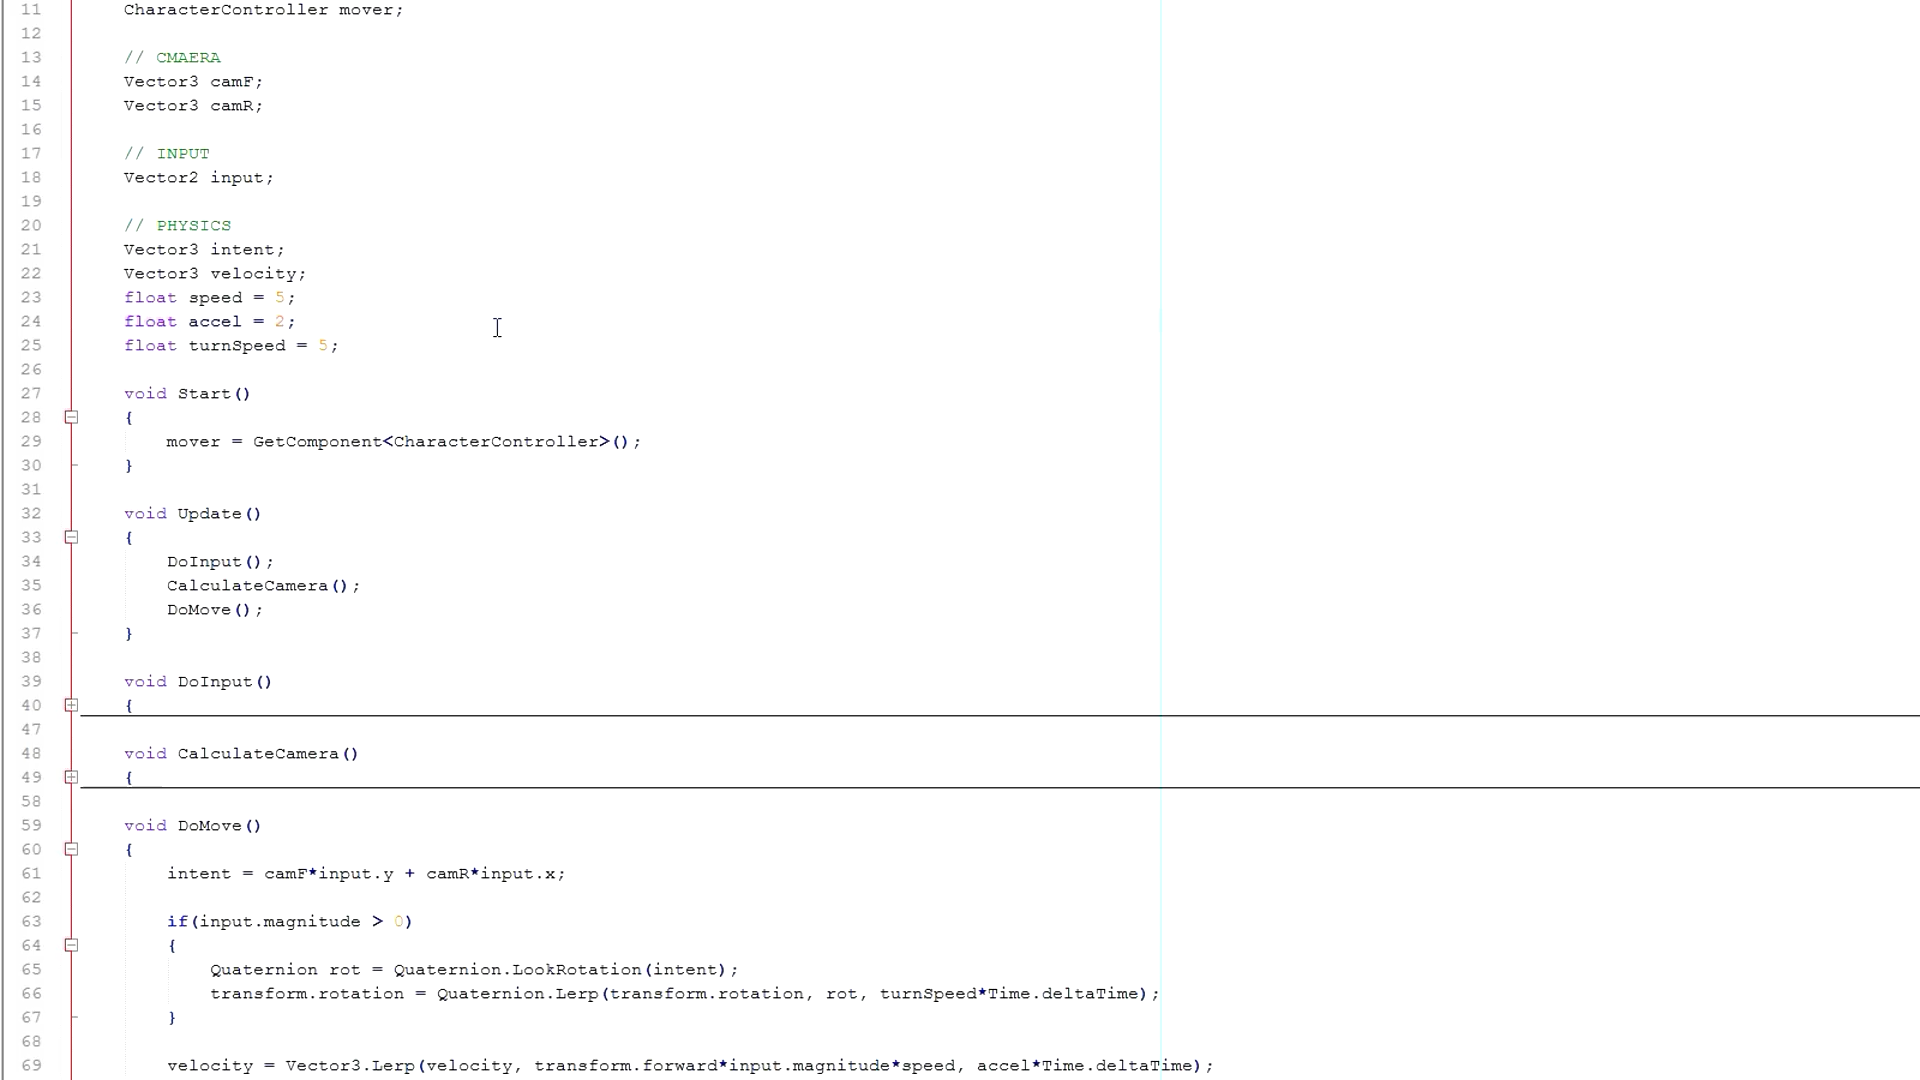 11 CharacterController mover;
12
13 // CMAERA
14 Vector3 camF;
15 Vector3 camR;
16
17 // INPUT
18 Vector2 input;
19
20 // PHYSICS
21 Vector3 intent;
22 Vector3 velocity;
23 float speed = 5;
24 float accel = 2;
25 float turnSpeed = 5;
26
27 void Start()
28 {
29 mover = GetComponent<CharacterController>();
30 }
31
32 void Update()
33 {
34 DoInput();
35 CalculateCamera();
36 DoMove();
37 }
38
39 void DoInput()
40 {
47
48 void CalculateCamera()
49 {
58
59 void DoMove()
60 {
61 intent = camF*input.y + camR*input.x;
62
63 if(input.magnitude > 0)
64 {
65 Quaternion rot = Quaternion.LookRotation(intent);
66 transform.rotation = Quaternion.Lerp(transform.rotation, rot, turnSpeed*Time.deltaTime);
67 }
68
69 velocity = Vector3.Lerp(velocity, transform.forward*input.magnitude*speed, accel*Time.deltaTime);